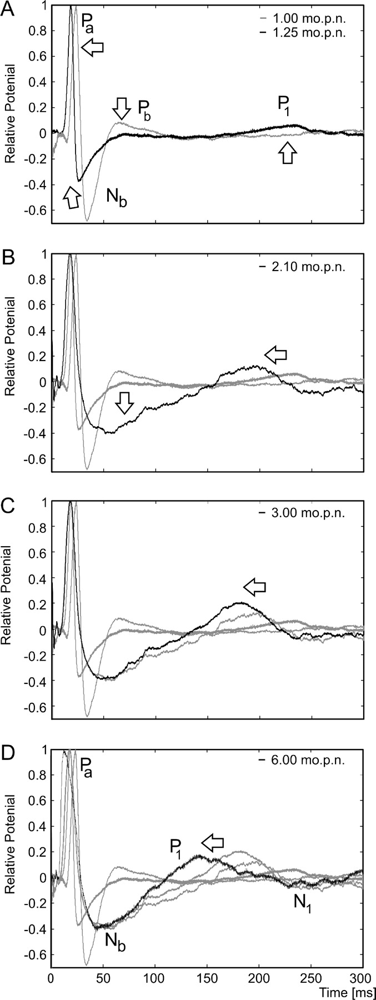 A
1
0.8
0.6
0.4
0.2
0
-0.2
-0.4
-0.6
Relative Potential
Pa
Pb
P1
Nb
- 1.00 mo.p.n.
- 1.25 mo.p.n.
B
1
0.8
0.6
0.4
0.2
0
-0.2
-0.4
-0.6
Relative Potential
- 2.10 mo.p.n.
C
1
0.8
0.6
0.4
0.2
0
-0.2
-0.4
-0.6
Relative Potential
- 3.00 mo.p.n.
D
1
0.8
0.6
0.4
0.2
0
-0.2
-0.4
-0.6
Relative Potential
Pa
- 6.00 mo.p.n.
P1
N1
Nb
0 50 100 150 200 250 300
Time [ms]